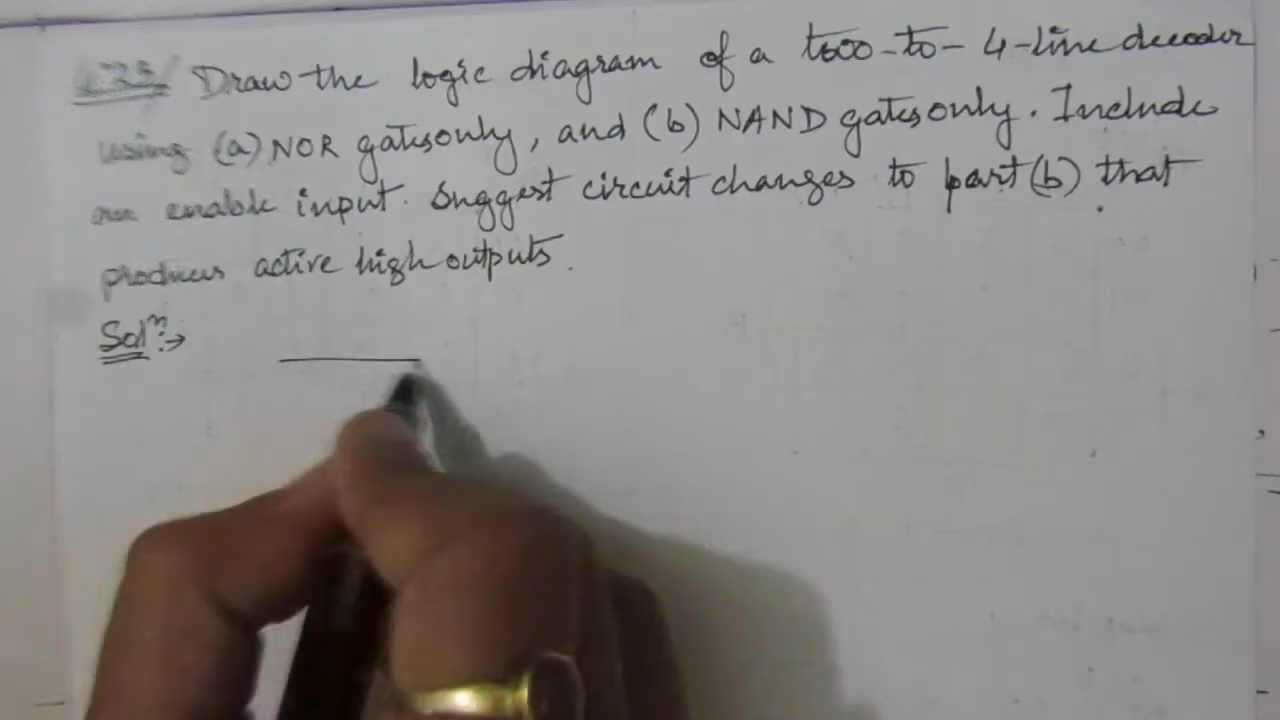 Draw the logic diagram of a two-to-4-line decoder
using (a) NOR gates only, and (b) NAND gates only. Include
an enable input. Suggest circuit changes to part (b) that
produces active high outputs.
Solⁿ:→